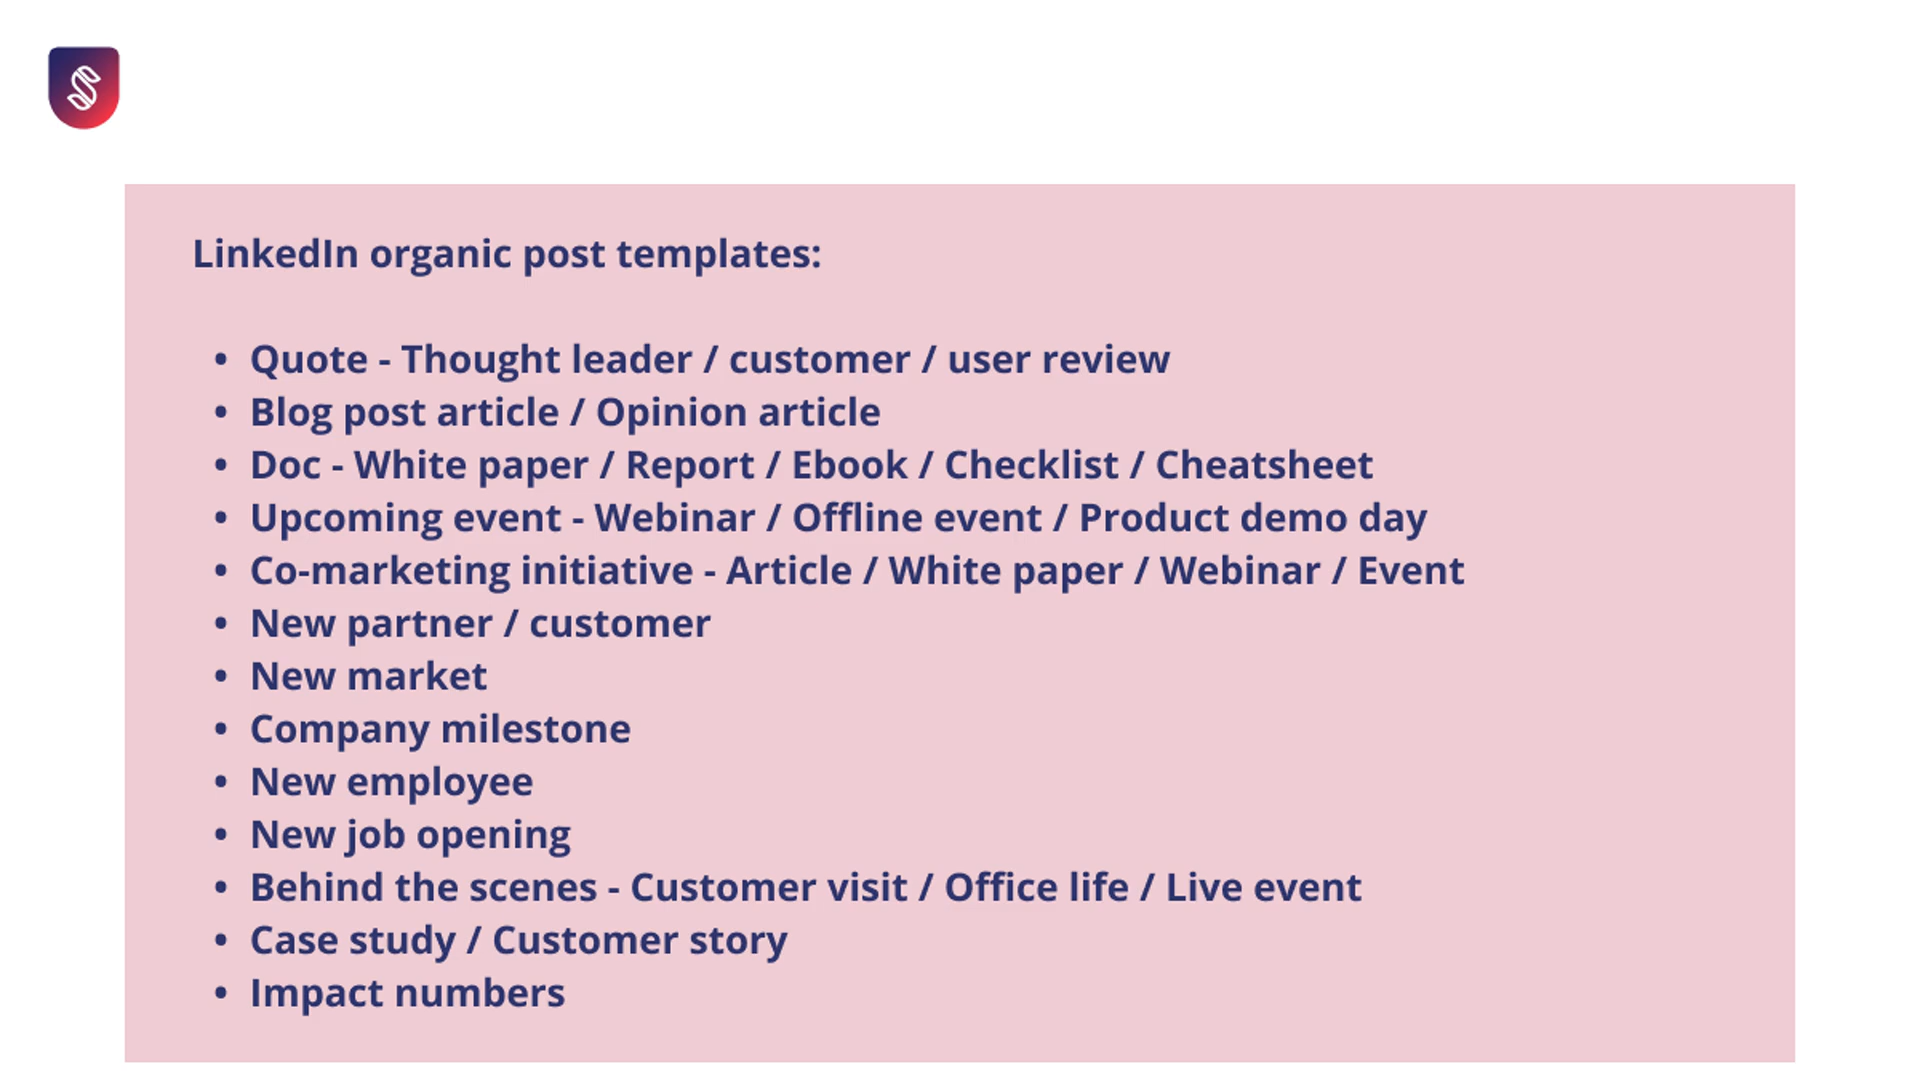 LinkedIn organic post templates:
• Quote - Thought leader / customer / user review
• Blog post article / Opinion article
• Doc - White paper / Report / Ebook / Checklist / Cheatsheet
• Upcoming event - Webinar / Offline event / Product demo day
• Co-marketing initiative - Article / White paper / Webinar / Event
• New partner / customer
• New market
• Company milestone
• New employee
• New job opening
• Behind the scenes - Customer visit / Office life / Live event
• Case study / Customer story
• Impact numbers